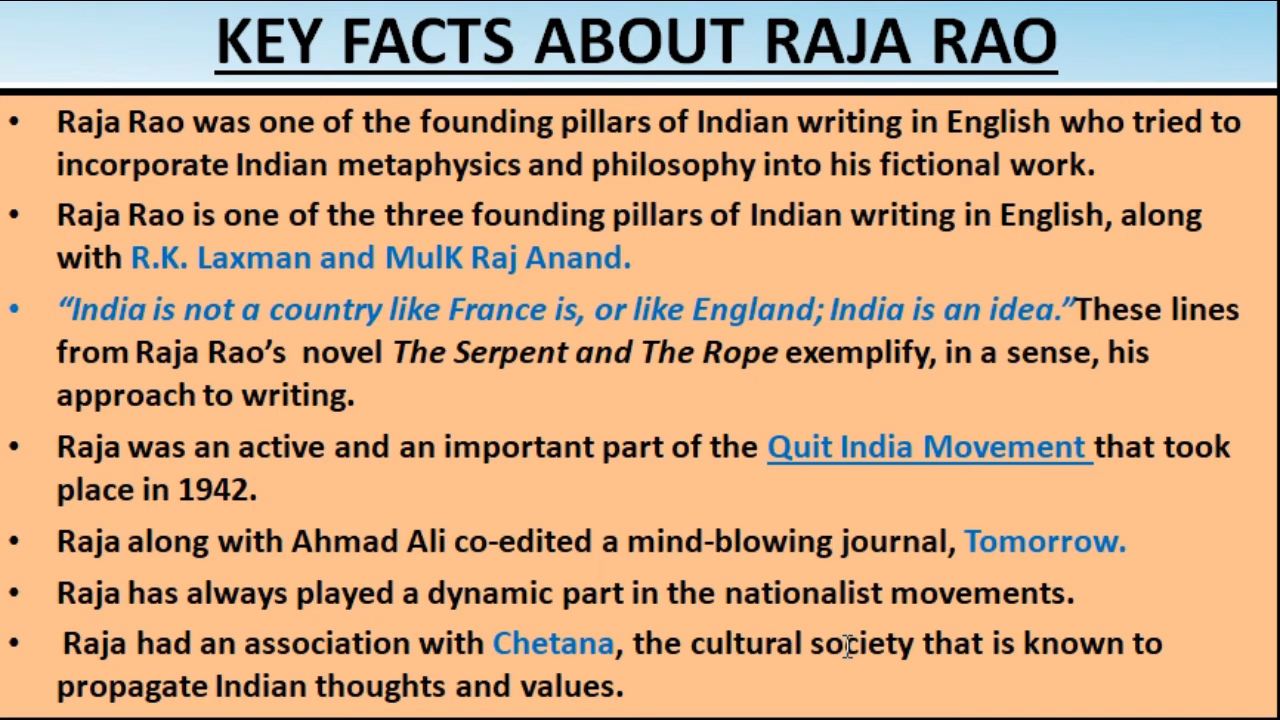 KEY FACTS ABOUT RAJA RAO
• Raja Rao was one of the founding pillars of Indian writing in English who tried to
incorporate Indian metaphysics and philosophy into his fictional work.
• Raja Rao is one of the three founding pillars of Indian writing in English, along
with R.K. Laxman and MulK Raj Anand.
• “India is not a country like France is, or like England; India is an idea.”These lines
from Raja Rao’s novel The Serpent and The Rope exemplify, in a sense, his
approach to writing.
• Raja was an active and an important part of the Quit India Movement that took
place in 1942.
• Raja along with Ahmad Ali co-edited a mind-blowing journal, Tomorrow.
• Raja has always played a dynamic part in the nationalist movements.
• Raja had an association with Chetana, the cultural society that is known to
propagate Indian thoughts and values.